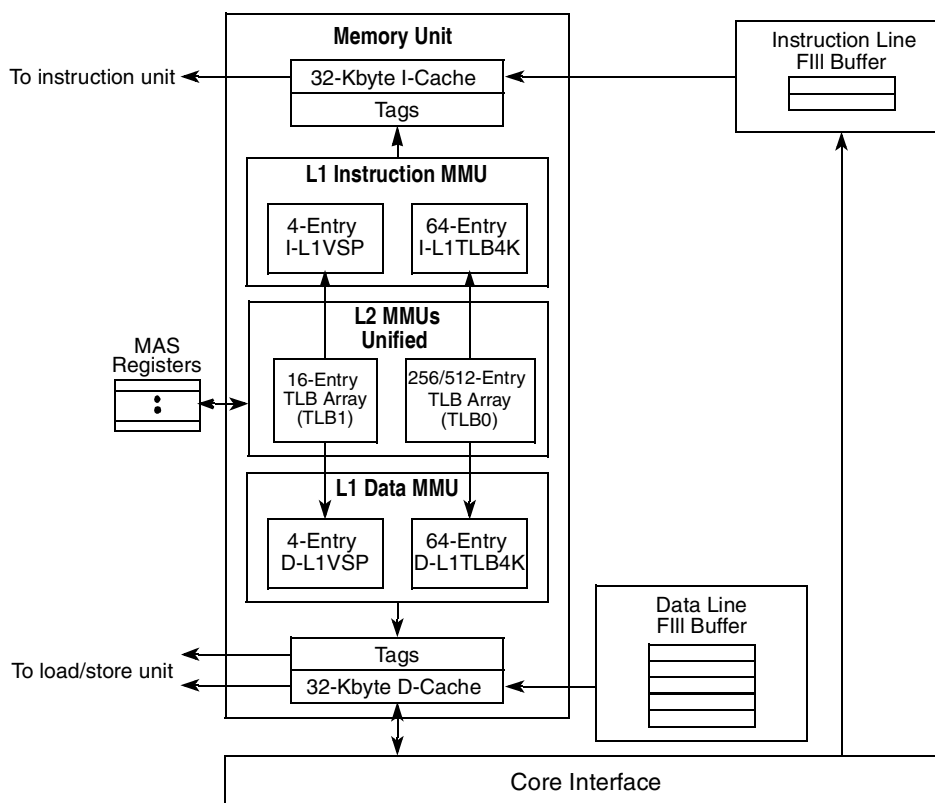 Memory Unit
To instruction unit
32-Kbyte I-Cache
Tags
Instruction Line
FIll Buffer
L1 Instruction MMU
4-Entry
I-L1VSP
64-Entry
I-L1TLB4K
L2 MMUs
Unified
MAS
Registers
16-Entry
TLB Array
(TLB1)
256/512-Entry
TLB Array
(TLB0)
L1 Data MMU
4-Entry
D-L1VSP
64-Entry
D-L1TLB4K
Data Line
FIll Buffer
To load/store unit
Tags
32-Kbyte D-Cache
Core Interface